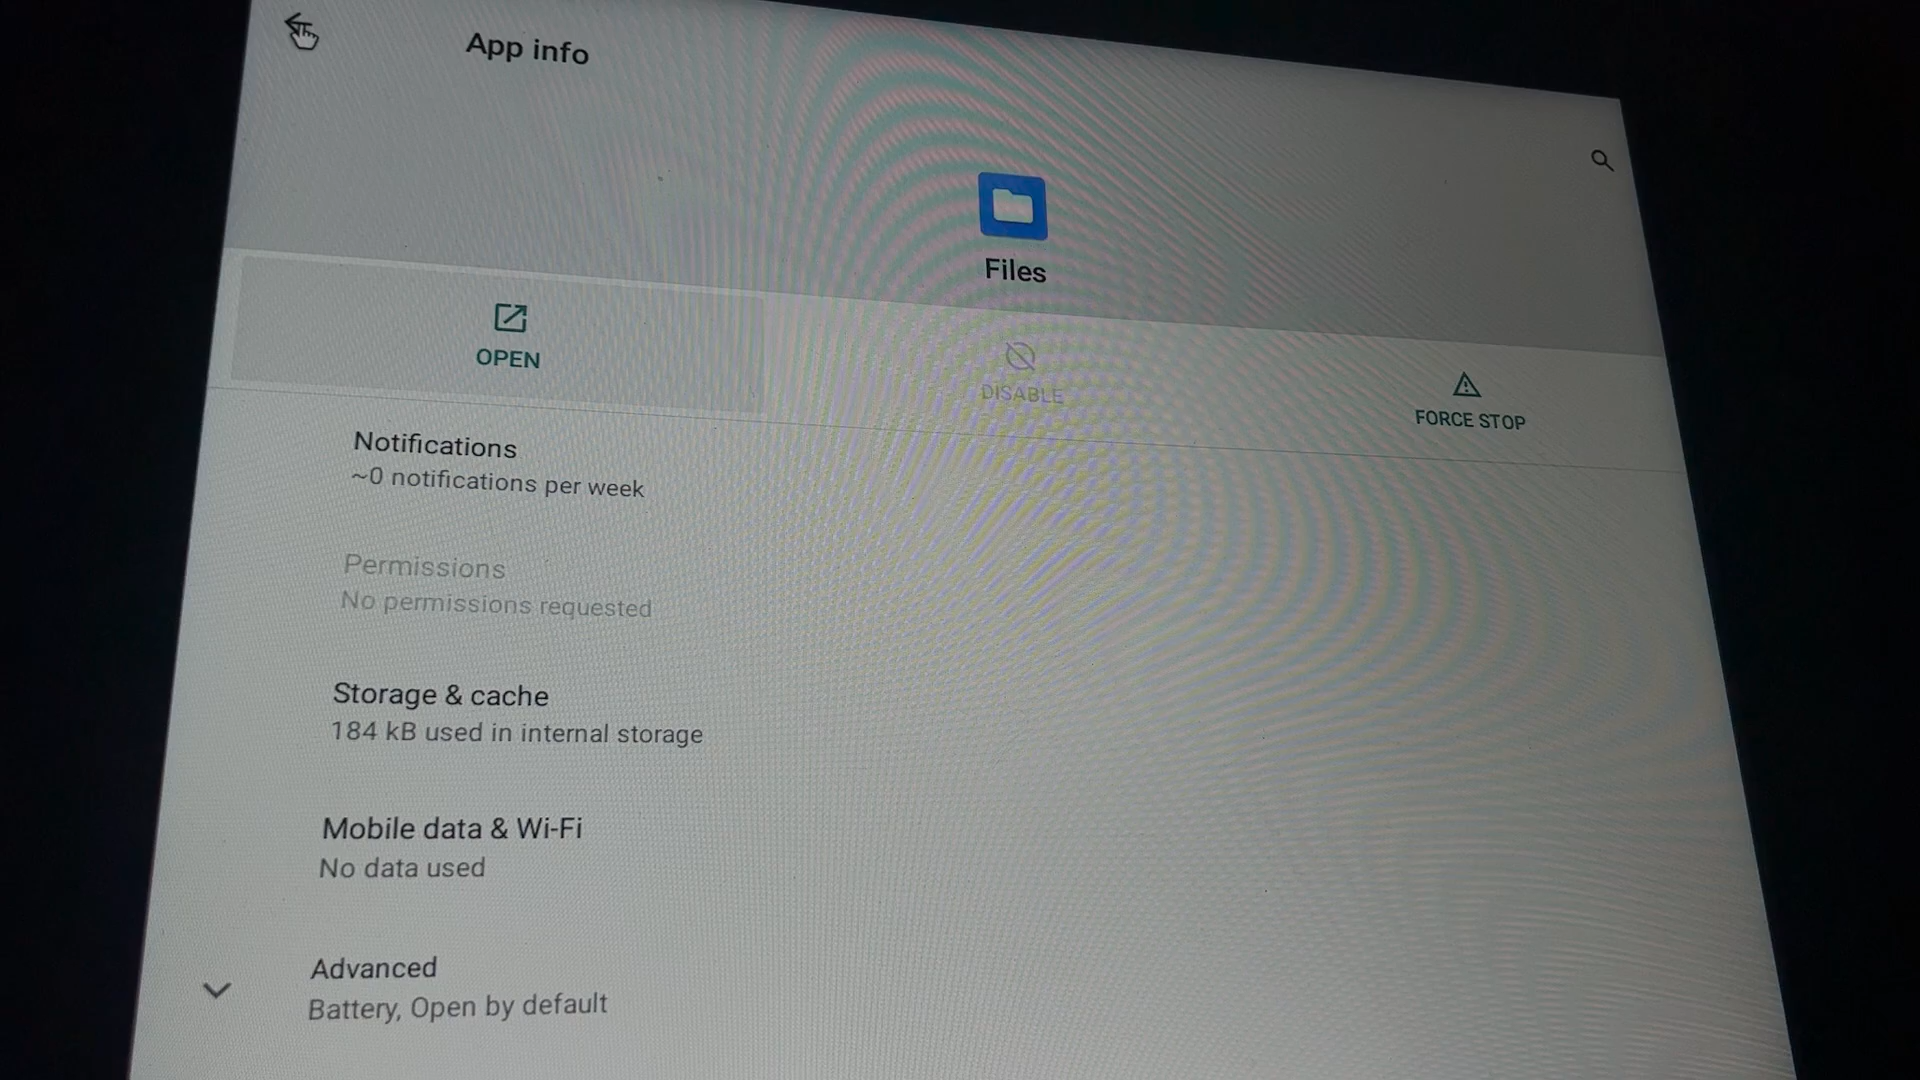 App info
Files
OPEN
DISABLE
FORCE STOP
Notifications
~0 notifications per week
Permissions
No permissions requested
Storage & cache
184 kB used in internal storage
Mobile data & Wi-Fi
No data used
Advanced
Battery, Open by default